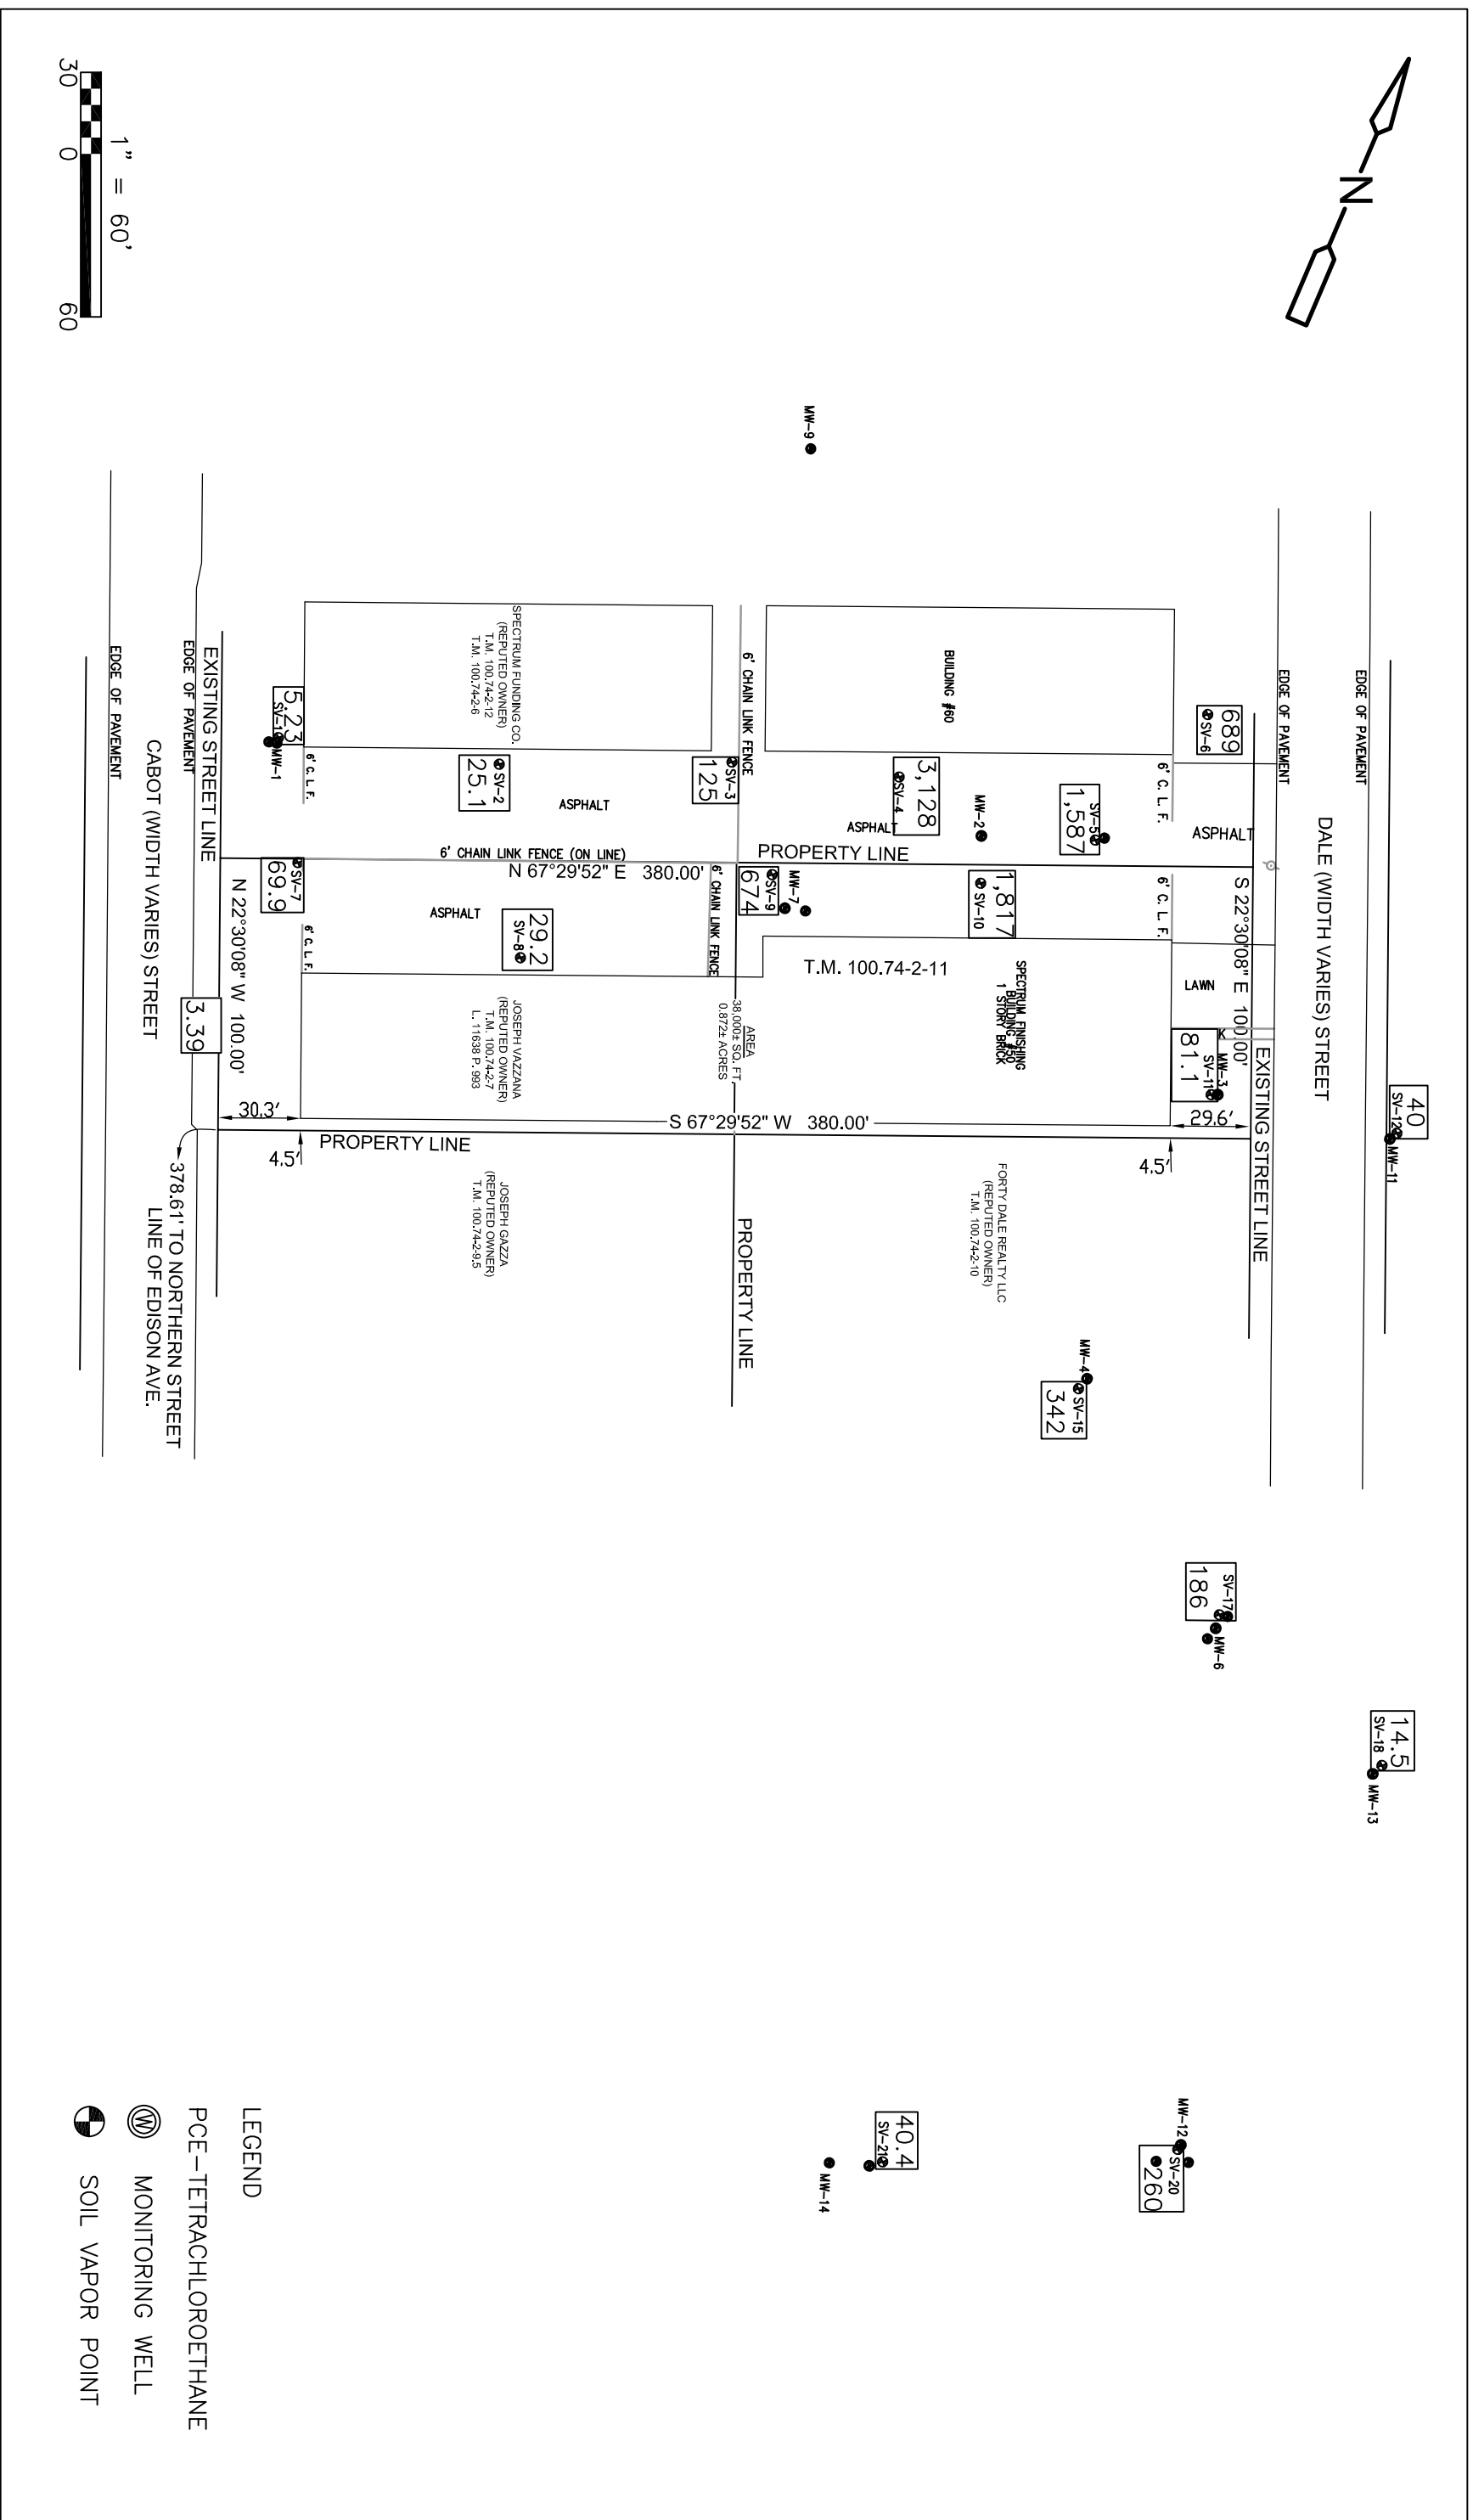 N
MW-9
DALE (WIDTH VARIES) STREET
EDGE OF PAVEMENT
EDGE OF PAVEMENT
40
SV-12
MW-11
14.5
SV-18
MW-13
689
SV-6
ASPHALT
S 22°30'08" E 100.00'
EXISTING STREET LINE
6' C. L. F.
6' C. L. F.
LAWN
K
MW-3
SV-11
81.1
29.6'
4.5'
SV-17
186
MW-6
MW-12
SV-20
260
SV-5
1,587
MW-4
SV-15
342
BUILDING #60
MW-2
3,128
SV-4
ASPHALT
PROPERTY LINE
1,817
SV-10
SPECTRUM FINISHING
BUILDING #50
1 STORY BRICK
T.M. 100.74-2-11
FORTY DALE REALTY LLC
(REPUTED OWNER)
T.M. 100.74-2-10
40.4
SV-21
MW-14
6' CHAIN LINK FENCE
SV-3
125
MW-7
SV-9
674
6' CHAIN LINK FENCE
AREA
38,000± SQ. FT.
0.872± ACRES
S 67°29'52" W 380.00'
PROPERTY LINE
SPECTRUM FUNDING CO.
(REPUTED OWNER)
T.M. 100.74-2-12
T.M. 100.74-2-6
SV-2
25.1
ASPHALT
6' CHAIN LINK FENCE (ON LINE)
N 67°29'52" E 380.00'
ASPHALT
29.2
SV-8
JOSEPH VAZZANA
(REPUTED OWNER)
T.M. 100.74-2-7
L. 11638 P. 993
JOSEPH GAZZA
(REPUTED OWNER)
T.M. 100.74-2-9.5
PROPERTY LINE
5.23
SV-1
MW-1
6' C. L. F.
SV-7
69.9
6' C. L. F.
30.3'
4.5'
N 22°30'08" W 100.00'
EXISTING STREET LINE
EDGE OF PAVEMENT
3.39
378.61' TO NORTHERN STREET
LINE OF EDISON AVE.
CABOT (WIDTH VARIES) STREET
EDGE OF PAVEMENT
1" = 60'
30 0 60
LEGEND
PCE-TETRACHLOROETHANE
W MONITORING WELL
SOIL VAPOR POINT